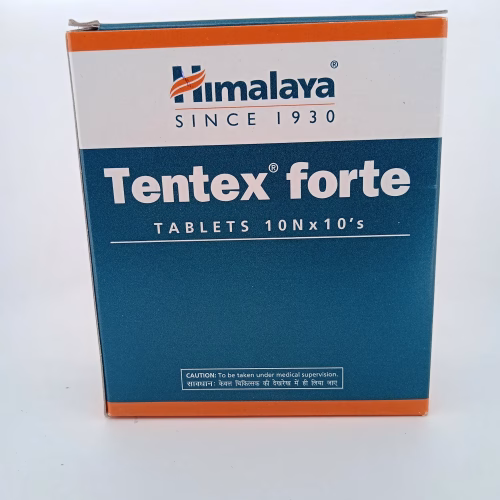 Himalaya®
SINCE 1930
Tentex® forte
TABLETS 10Nx10's
CAUTION: To be taken under medical supervision.
सावधान: केवल चिकित्सक की देखरेख में ही लिया जाए